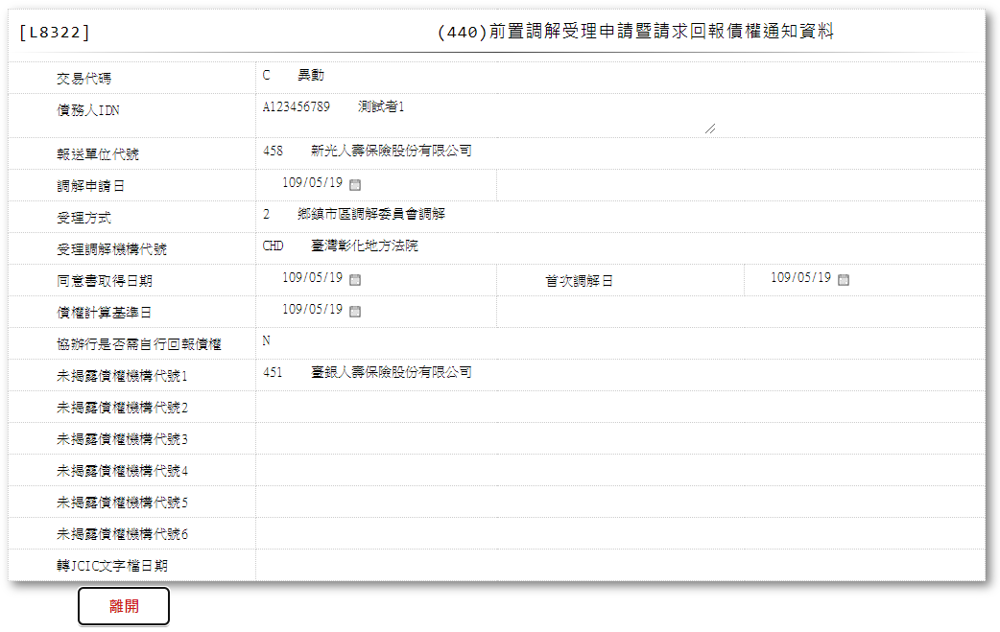 [L8322] (440)前置調解受理申請暨請求回報債權通知資料
交易代碼 C 異動
債務人IDN A123456789 測試者1
報送單位代號 458 新光人壽保險股份有限公司
調解申請日 109/05/19
受理方式 2 鄉鎮市區調解委員會調解
受理調解機構代號 CHD 臺灣彰化地方法院
同意書取得日期 109/05/19 首次調解日 109/05/19
債權計算基準日 109/05/19
協辦行是否需自行回報債權 N
未揭露債權機構代號1 451 臺銀人壽保險股份有限公司
未揭露債權機構代號2
未揭露債權機構代號3
未揭露債權機構代號4
未揭露債權機構代號5
未揭露債權機構代號6
轉JCIC文字檔日期
離開